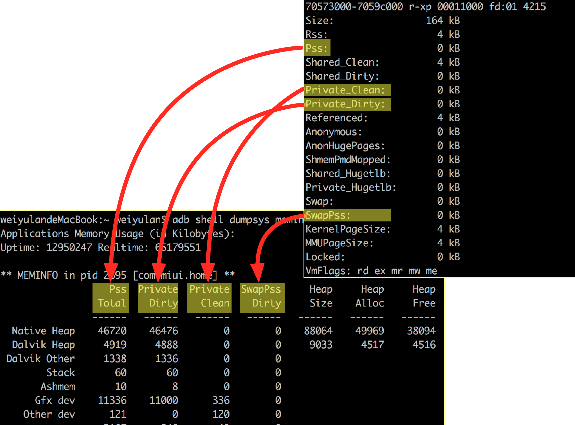 70573000-7059c000 r-xp 00011000 fd:01 4215
Size: 164 kB
Rss: 4 kB
Pss: 0 kB
Shared_Clean: 4 kB
Shared_Dirty: 0 kB
Private_Clean: 0 kB
Private_Dirty: 0 kB
Referenced: 4 kB
Anonymous: 0 kB
AnonHugePages: 0 kB
ShmemPmdMapped: 0 kB
Shared_Hugetlb: 0 kB
Private_Hugetlb: 0 kB
Swap: 0 kB
SwapPss: 0 kB
KernelPageSize: 4 kB
MMUPageSize: 4 kB
Locked: 0 kB
VmFlags: rd ex mr mw me
weiyulandeMacBook:~ weiyulan$ adb shell dumpsys
Applications Memory Usage (in Kilobytes):
Uptime: 12950247 Realtime: 66179551
** MEMINFO in pid [com.miui.home] **
Pss Private Private SwapPss Heap Heap Heap
Total Dirty Clean Dirty Size Alloc Free
------ ------ ------ ------ ------ ------ ------
Native Heap 46720 46476 0 0 88064 49969 38094
Dalvik Heap 4919 4888 0 0 9033 4517 4516
Dalvik Other 1338 1336 0 0
Stack 60 60 0 0
Ashmem 10 8 0 0
Gfx dev 11336 11000 336 0
Other dev 121 0 120 0